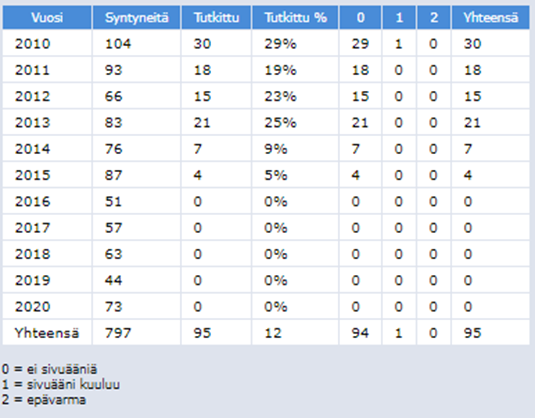 Vuosi Syntyneitä Tutkittu Tutkittu % 0 1 2 Yhteensä
2010 104 30 29% 29 1 0 30
2011 93 18 19% 18 0 0 18
2012 66 15 23% 15 0 0 15
2013 83 21 25% 21 0 0 21
2014 76 7 9% 7 0 0 7
2015 87 4 5% 4 0 0 4
2016 51 0 0% 0 0 0 0
2017 57 0 0% 0 0 0 0
2018 63 0 0% 0 0 0 0
2019 44 0 0% 0 0 0 0
2020 73 0 0% 0 0 0 0
Yhteensä 797 95 12 94 1 0 95
0 = ei sivuääniä
1 = sivuääni kuuluu
2 = epävarma